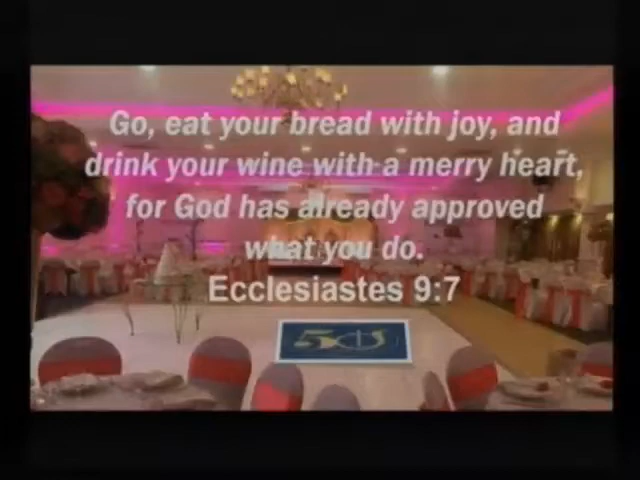 Go, eat your bread with joy, and
drink your wine with a merry heart,
for God has already approved
what you do.
Ecclesiastes 9:7
50